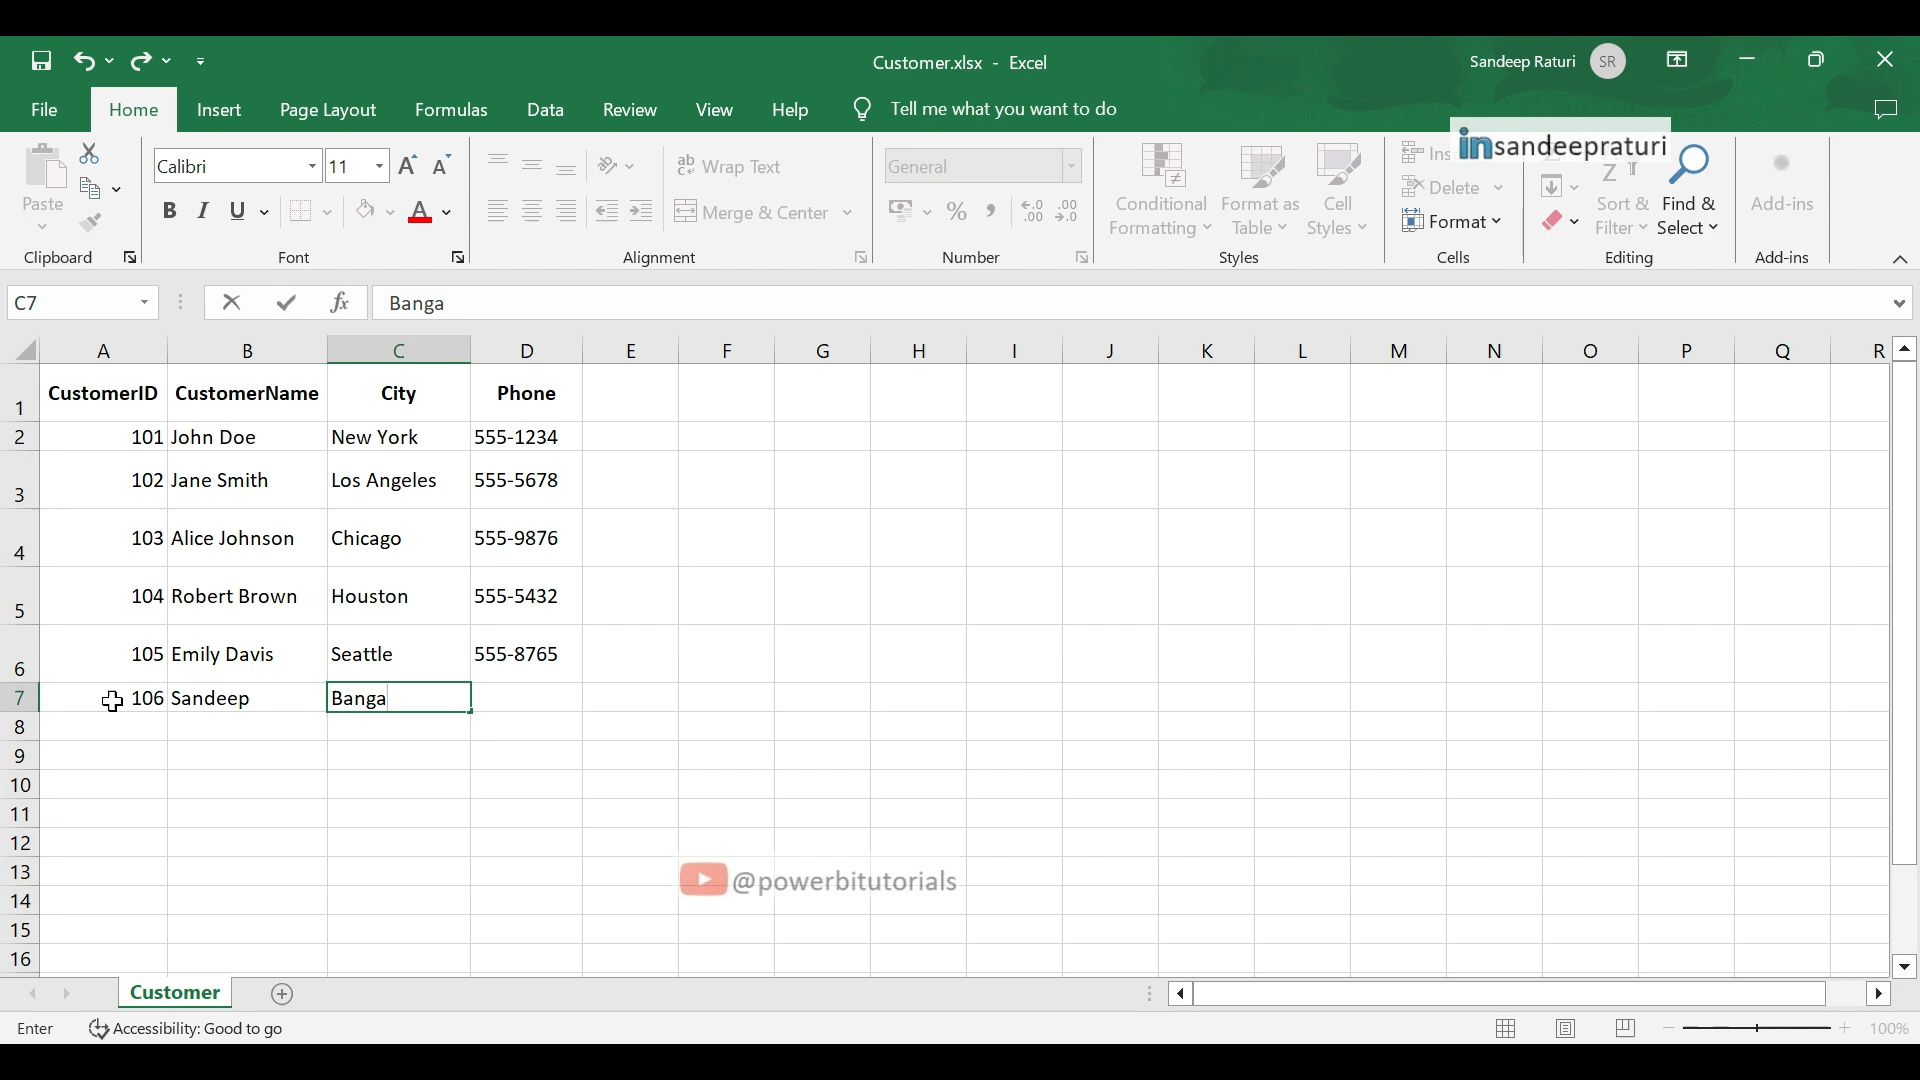 Customer.xlsx - Excel
Sandeep Raturi SR
File Home Insert Page Layout Formulas Data Review View Help Tell me what you want to do
insandeepraturi
Calibri 11
ab Wrap Text
General
Delete
Paste
Merge & Center
Conditional Formatting
Format as Table
Cell Styles
Format
Sort & Filter
Find & Select
Add-ins
Clipboard Font Alignment Number Styles Cells Editing Add-ins
C7 fx Banga
A B C D E F G H I J K L M N O P Q R
1 CustomerID CustomerName City Phone
2 101 John Doe New York 555-1234
3 102 Jane Smith Los Angeles 555-5678
4 103 Alice Johnson Chicago 555-9876
5 104 Robert Brown Houston 555-5432
6 105 Emily Davis Seattle 555-8765
7 106 Sandeep Banga
8
9
10
11
12
13
@powerbitutorials
14
15
16
Customer
Enter Accessibility: Good to go 100%